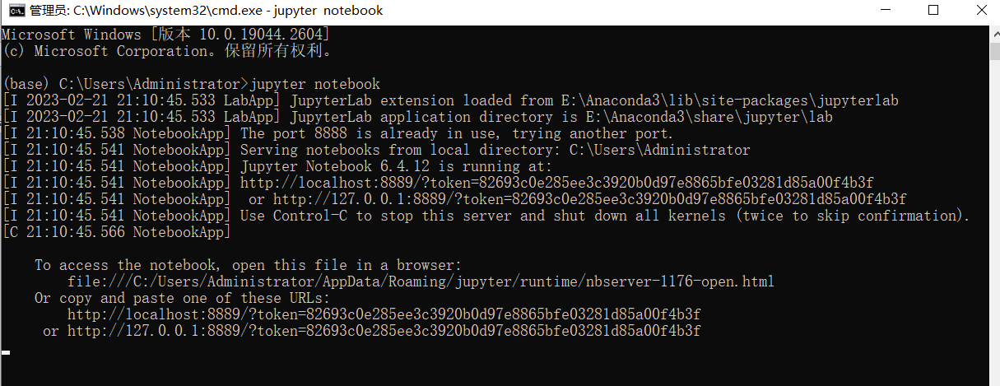 管理员: C:\Windows\system32\cmd.exe - jupyter  notebook
Microsoft Windows [版本 10.0.19044.2604]
(c) Microsoft Corporation。保留所有权利。
(base) C:\Users\Administrator>jupyter notebook
[I 2023-02-21 21:10:45.533 LabApp] JupyterLab extension loaded from E:\Anaconda3\lib\site-packages\jupyterlab
[I 2023-02-21 21:10:45.533 LabApp] JupyterLab application directory is E:\Anaconda3\share\jupyter\lab
[I 21:10:45.538 NotebookApp] The port 8888 is already in use, trying another port.
[I 21:10:45.541 NotebookApp] Serving notebooks from local directory: C:\Users\Administrator
[I 21:10:45.541 NotebookApp] Jupyter Notebook 6.4.12 is running at:
[I 21:10:45.541 NotebookApp] http://localhost:8889/?token=82693c0e285ee3c3920b0d97e8865bfe03281d85a00f4b3f
[I 21:10:45.541 NotebookApp]  or http://127.0.0.1:8889/?token=82693c0e285ee3c3920b0d97e8865bfe03281d85a00f4b3f
[I 21:10:45.541 NotebookApp] Use Control-C to stop this server and shut down all kernels (twice to skip confirmation).
[C 21:10:45.566 NotebookApp]
To access the notebook, open this file in a browser:
file:///C:/Users/Administrator/AppData/Roaming/jupyter/runtime/nbserver-1176-open.html
Or copy and paste one of these URLs:
http://localhost:8889/?token=82693c0e285ee3c3920b0d97e8865bfe03281d85a00f4b3f
or http://127.0.0.1:8889/?token=82693c0e285ee3c3920b0d97e8865bfe03281d85a00f4b3f